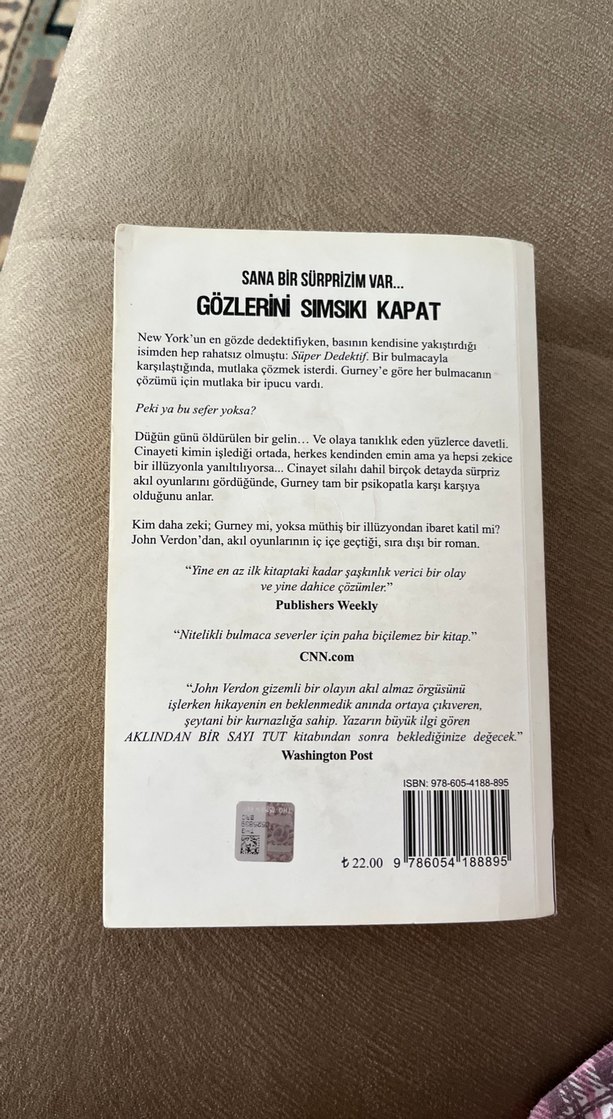 SANA BİR SÜRPRİZİM VAR...
GÖZLERİNİ SIMSIKI KAPAT
New York'un en gözde dedektifiyken, basının kendisine yakıştırdığı
isimden hep rahatsız olmuştu: Süper Dedektif. Bir bulmacayla
karşılaştığında, mutlaka çözmek isterdi. Gurney'e göre her bulmacanın
çözümü için mutlaka bir ipucu vardı.
Peki ya bu sefer yoksa?
Düğün günü öldürülen bir gelin… Ve olaya tanıklık eden yüzlerce davetli.
Cinayeti kimin işlediği ortada, herkes kendinden emin ama ya hepsi zekice
bir illüzyonla yanıltılıyorsa... Cinayet silahı dahil birçok detayda sürpriz
akıl oyunlarını gördüğünde, Gurney tam bir psikopatla karşı karşıya
olduğunu anlar.
Kim daha zeki; Gurney mi, yoksa müthiş bir illüzyondan ibaret katil mi?
John Verdon'dan, akıl oyunlarının iç içe geçtiği, sıra dışı bir roman.
“Yine en az ilk kitaptaki kadar şaşkınlık verici bir olay
ve yine dahice çözümler.”
Publishers Weekly
“Nitelikli bulmaca severler için paha biçilemez bir kitap.”
CNN.com
“John Verdon gizemli bir olayın akıl almaz örgüsünü
işlerken hikayenin en beklenmedik anında ortaya çıkıveren,
şeytani bir kurnazlığa sahip. Yazarın büyük ilgi gören
AKLINDAN BİR SAYI TUT kitabından sonra beklediğinize değecek.”
Washington Post
ISBN: 978-605-4188-895
₺ 22.00
9 786054 188895